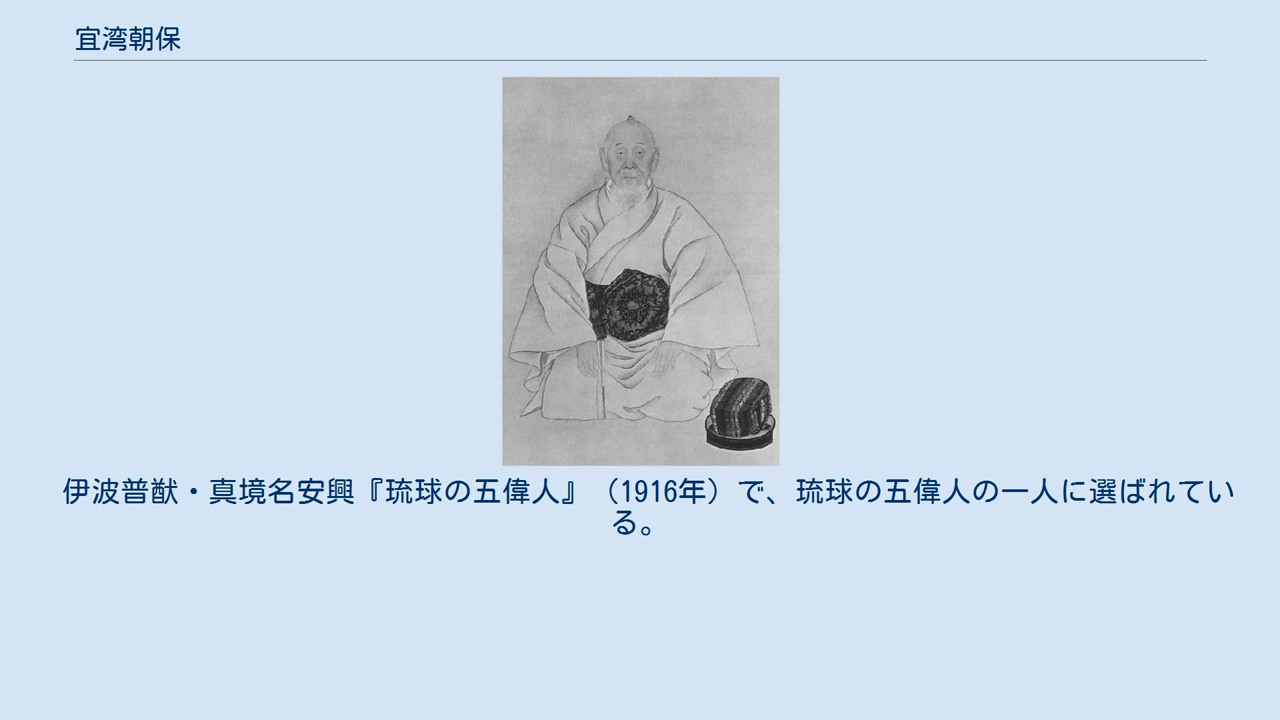 宜湾朝保
伊波普猷・真境名安興『琉球の五偉人』（1916年）で、琉球の五偉人の一人に選ばれてい
る。